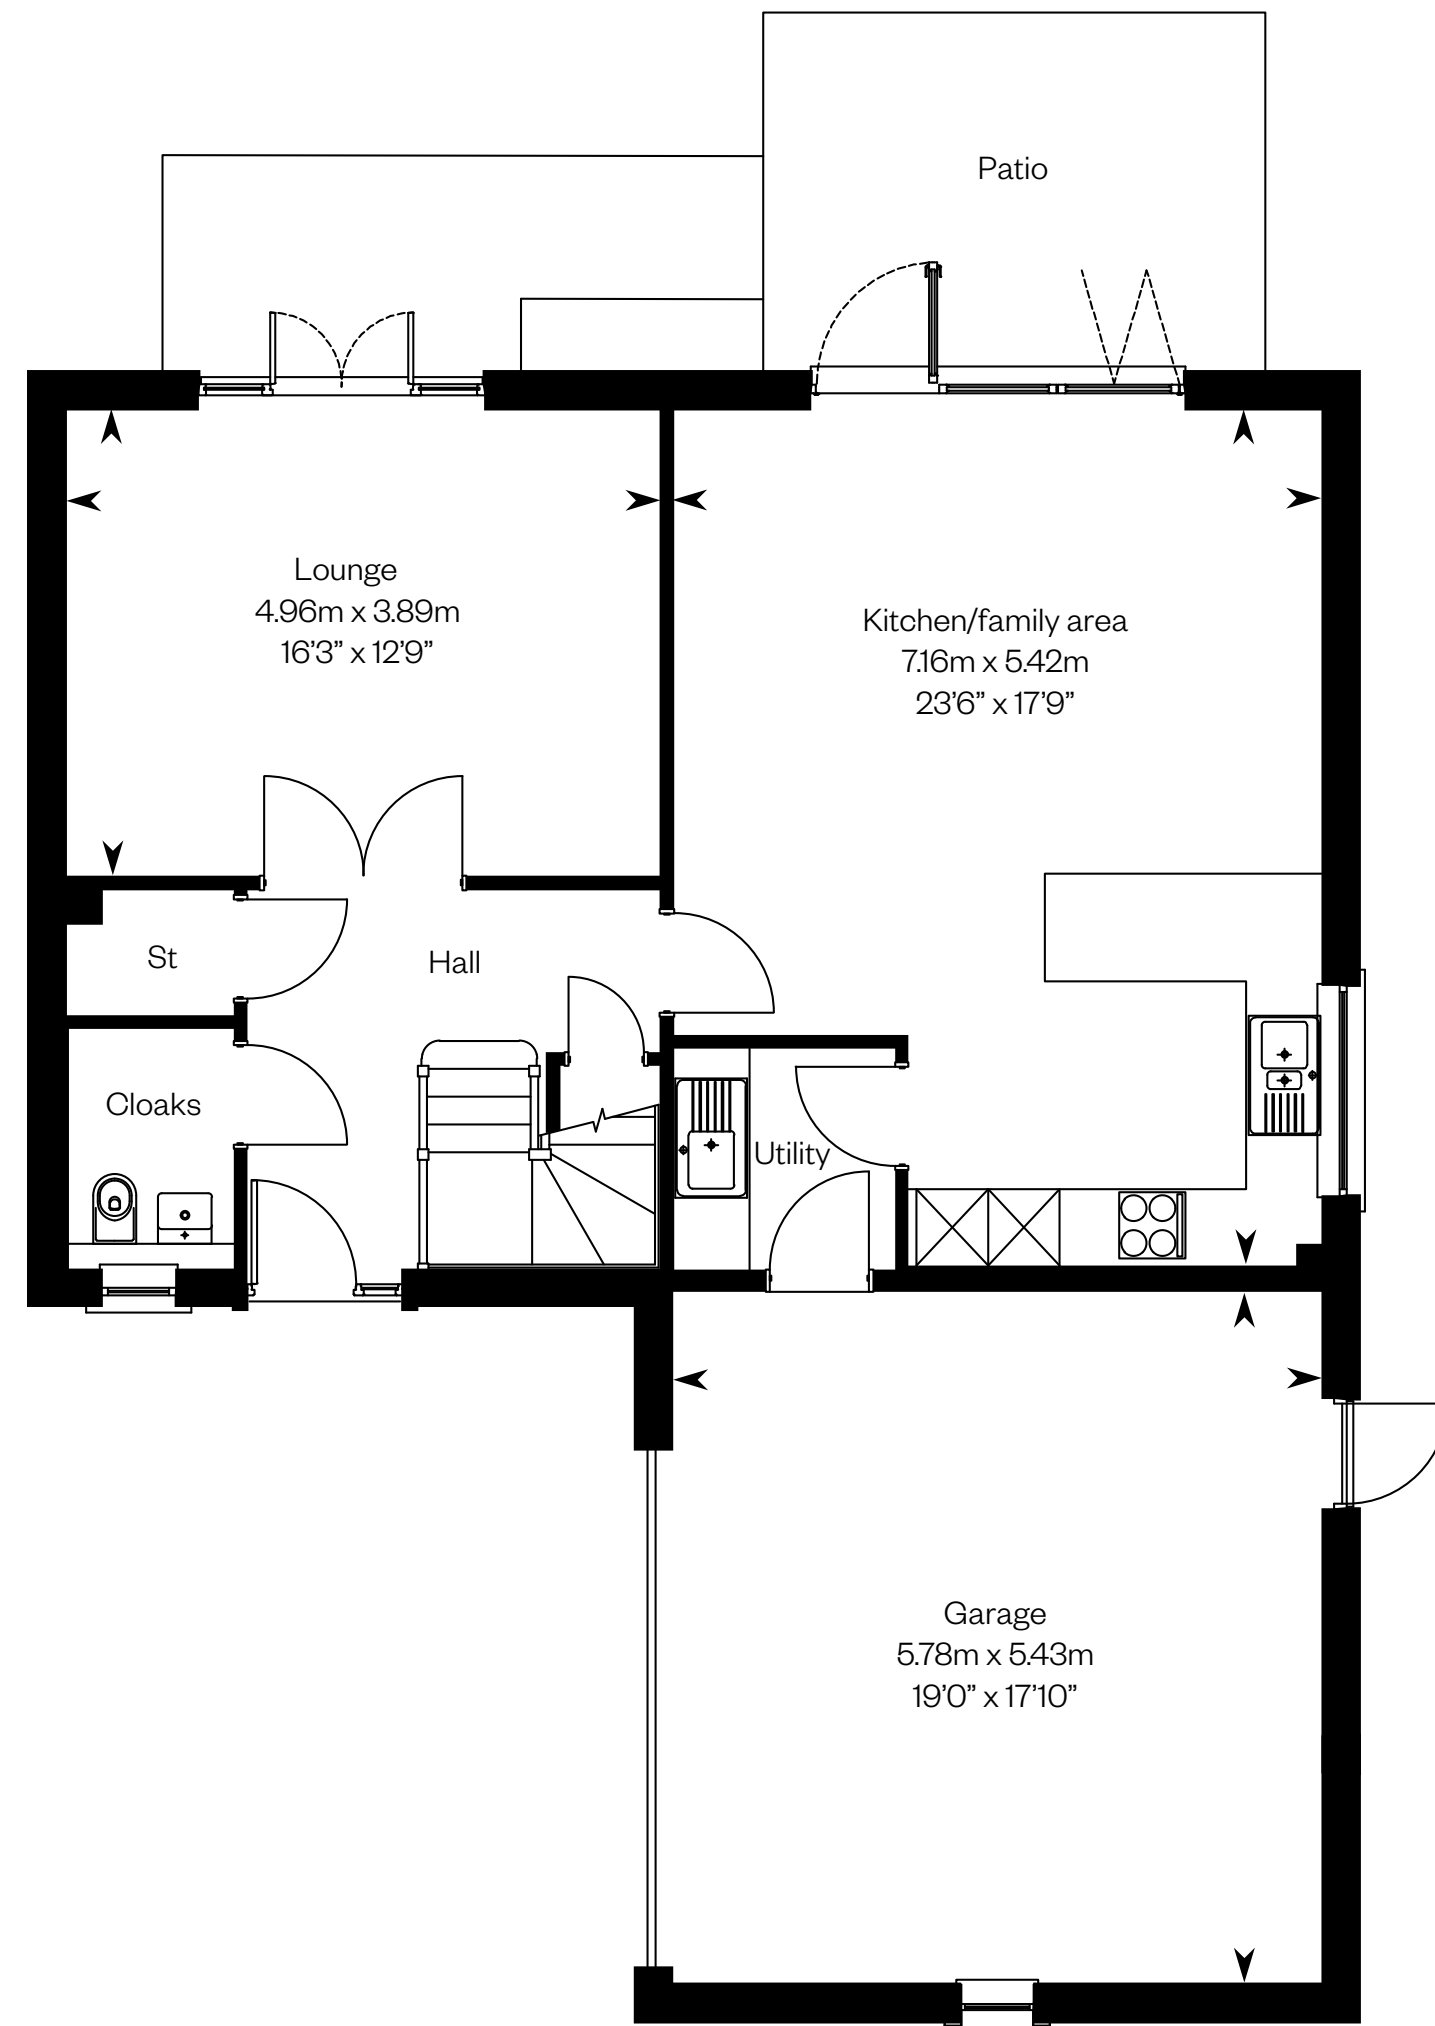 Patio
Lounge
4.96m x 3.89m
16’3” x 12’9”
Kitchen/family area
7.16m x 5.42m
23’6” x 17’9”
St
Hall
Cloaks
Utility
Garage
5.78m x 5.43m
19’0” x 17’10”